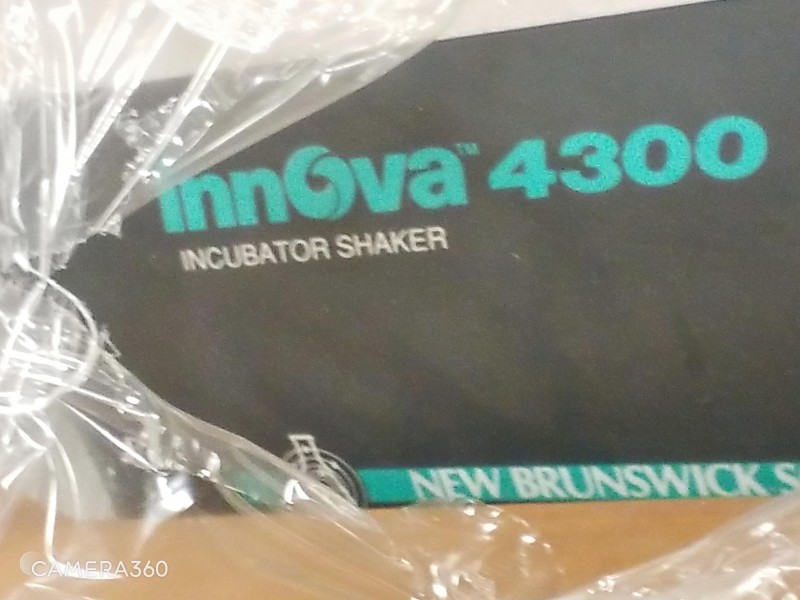 innova™ 4300
INCUBATOR SHAKER
NEW BRUNSWICK
CAMERA360